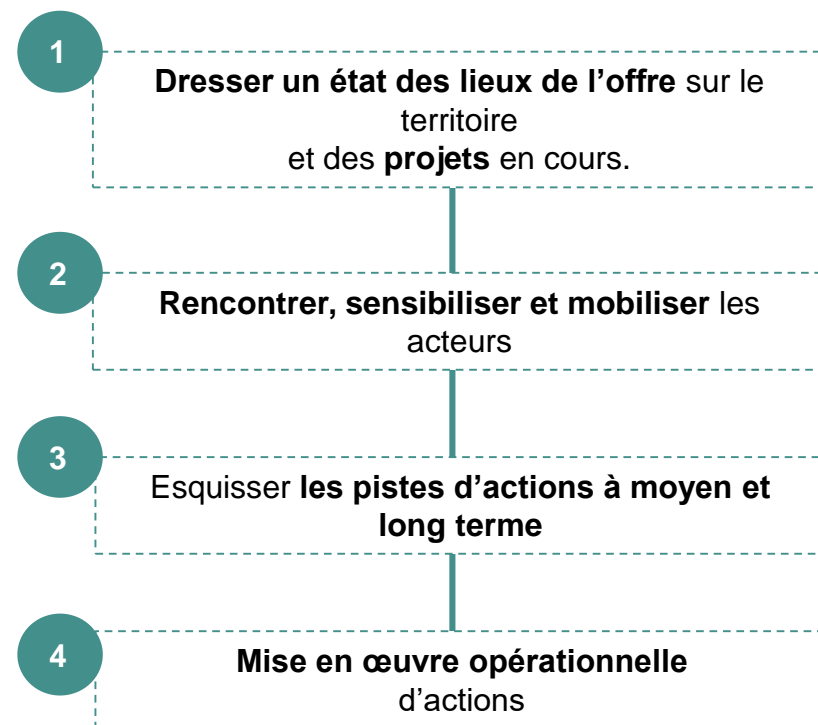 1
Dresser un état des lieux de l’offre sur le
territoire
et des projets en cours.
2
Rencontrer, sensibiliser et mobiliser les
acteurs
3
Esquisser les pistes d’actions à moyen et
long terme
4
Mise en œuvre opérationnelle
d’actions